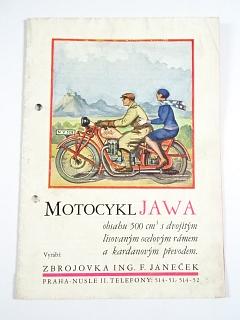 MOTOCYKL JAWA
obsahu 500 cm³ s dvojitým
lisovaným ocelovým rámem
a kardanovým převodem.
Vyrábí:
ZBROJOVKA ING. F. JANEČEK
PRAHA-NUSLE II. TELEFONY: 514-51, 514-52